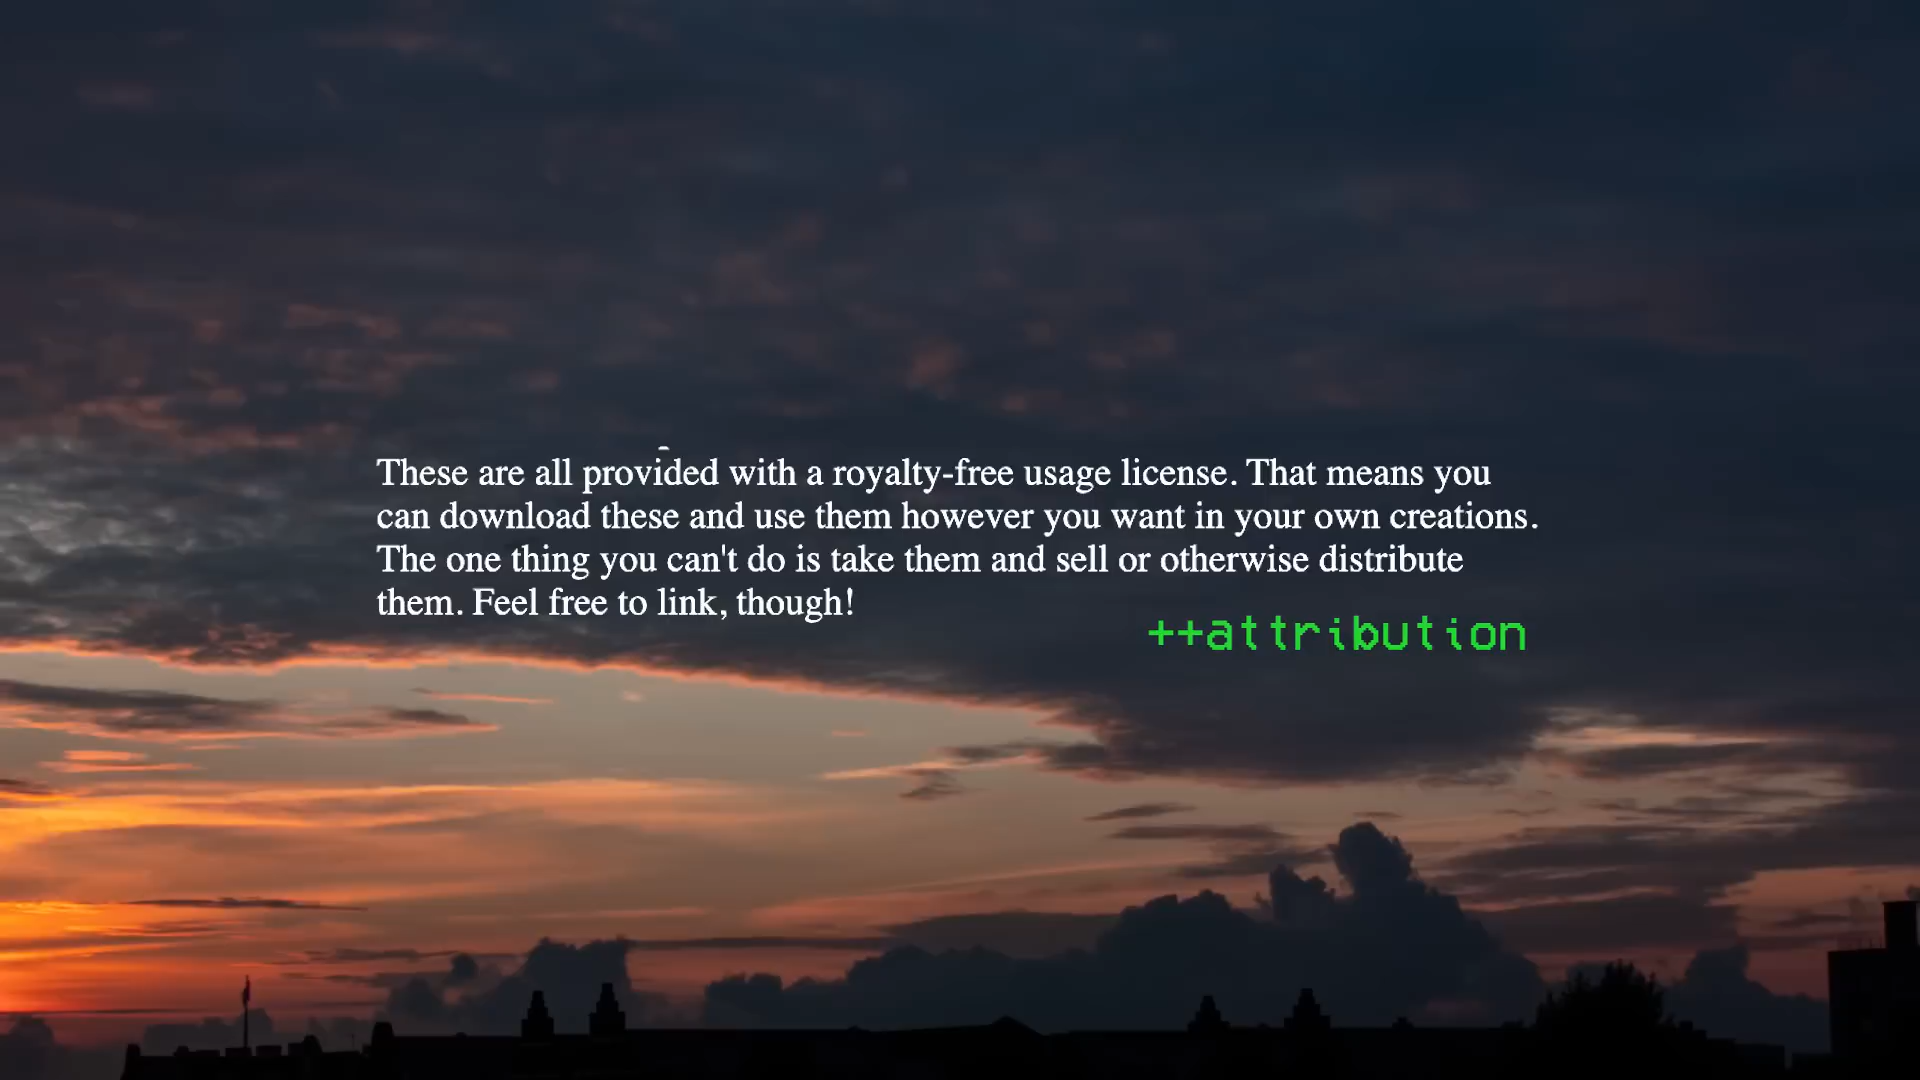 These are all provided with a royalty-free usage license. That means you
can download these and use them however you want in your own creations.
The one thing you can't do is take them and sell or otherwise distribute
them. Feel free to link, though!
++attribution